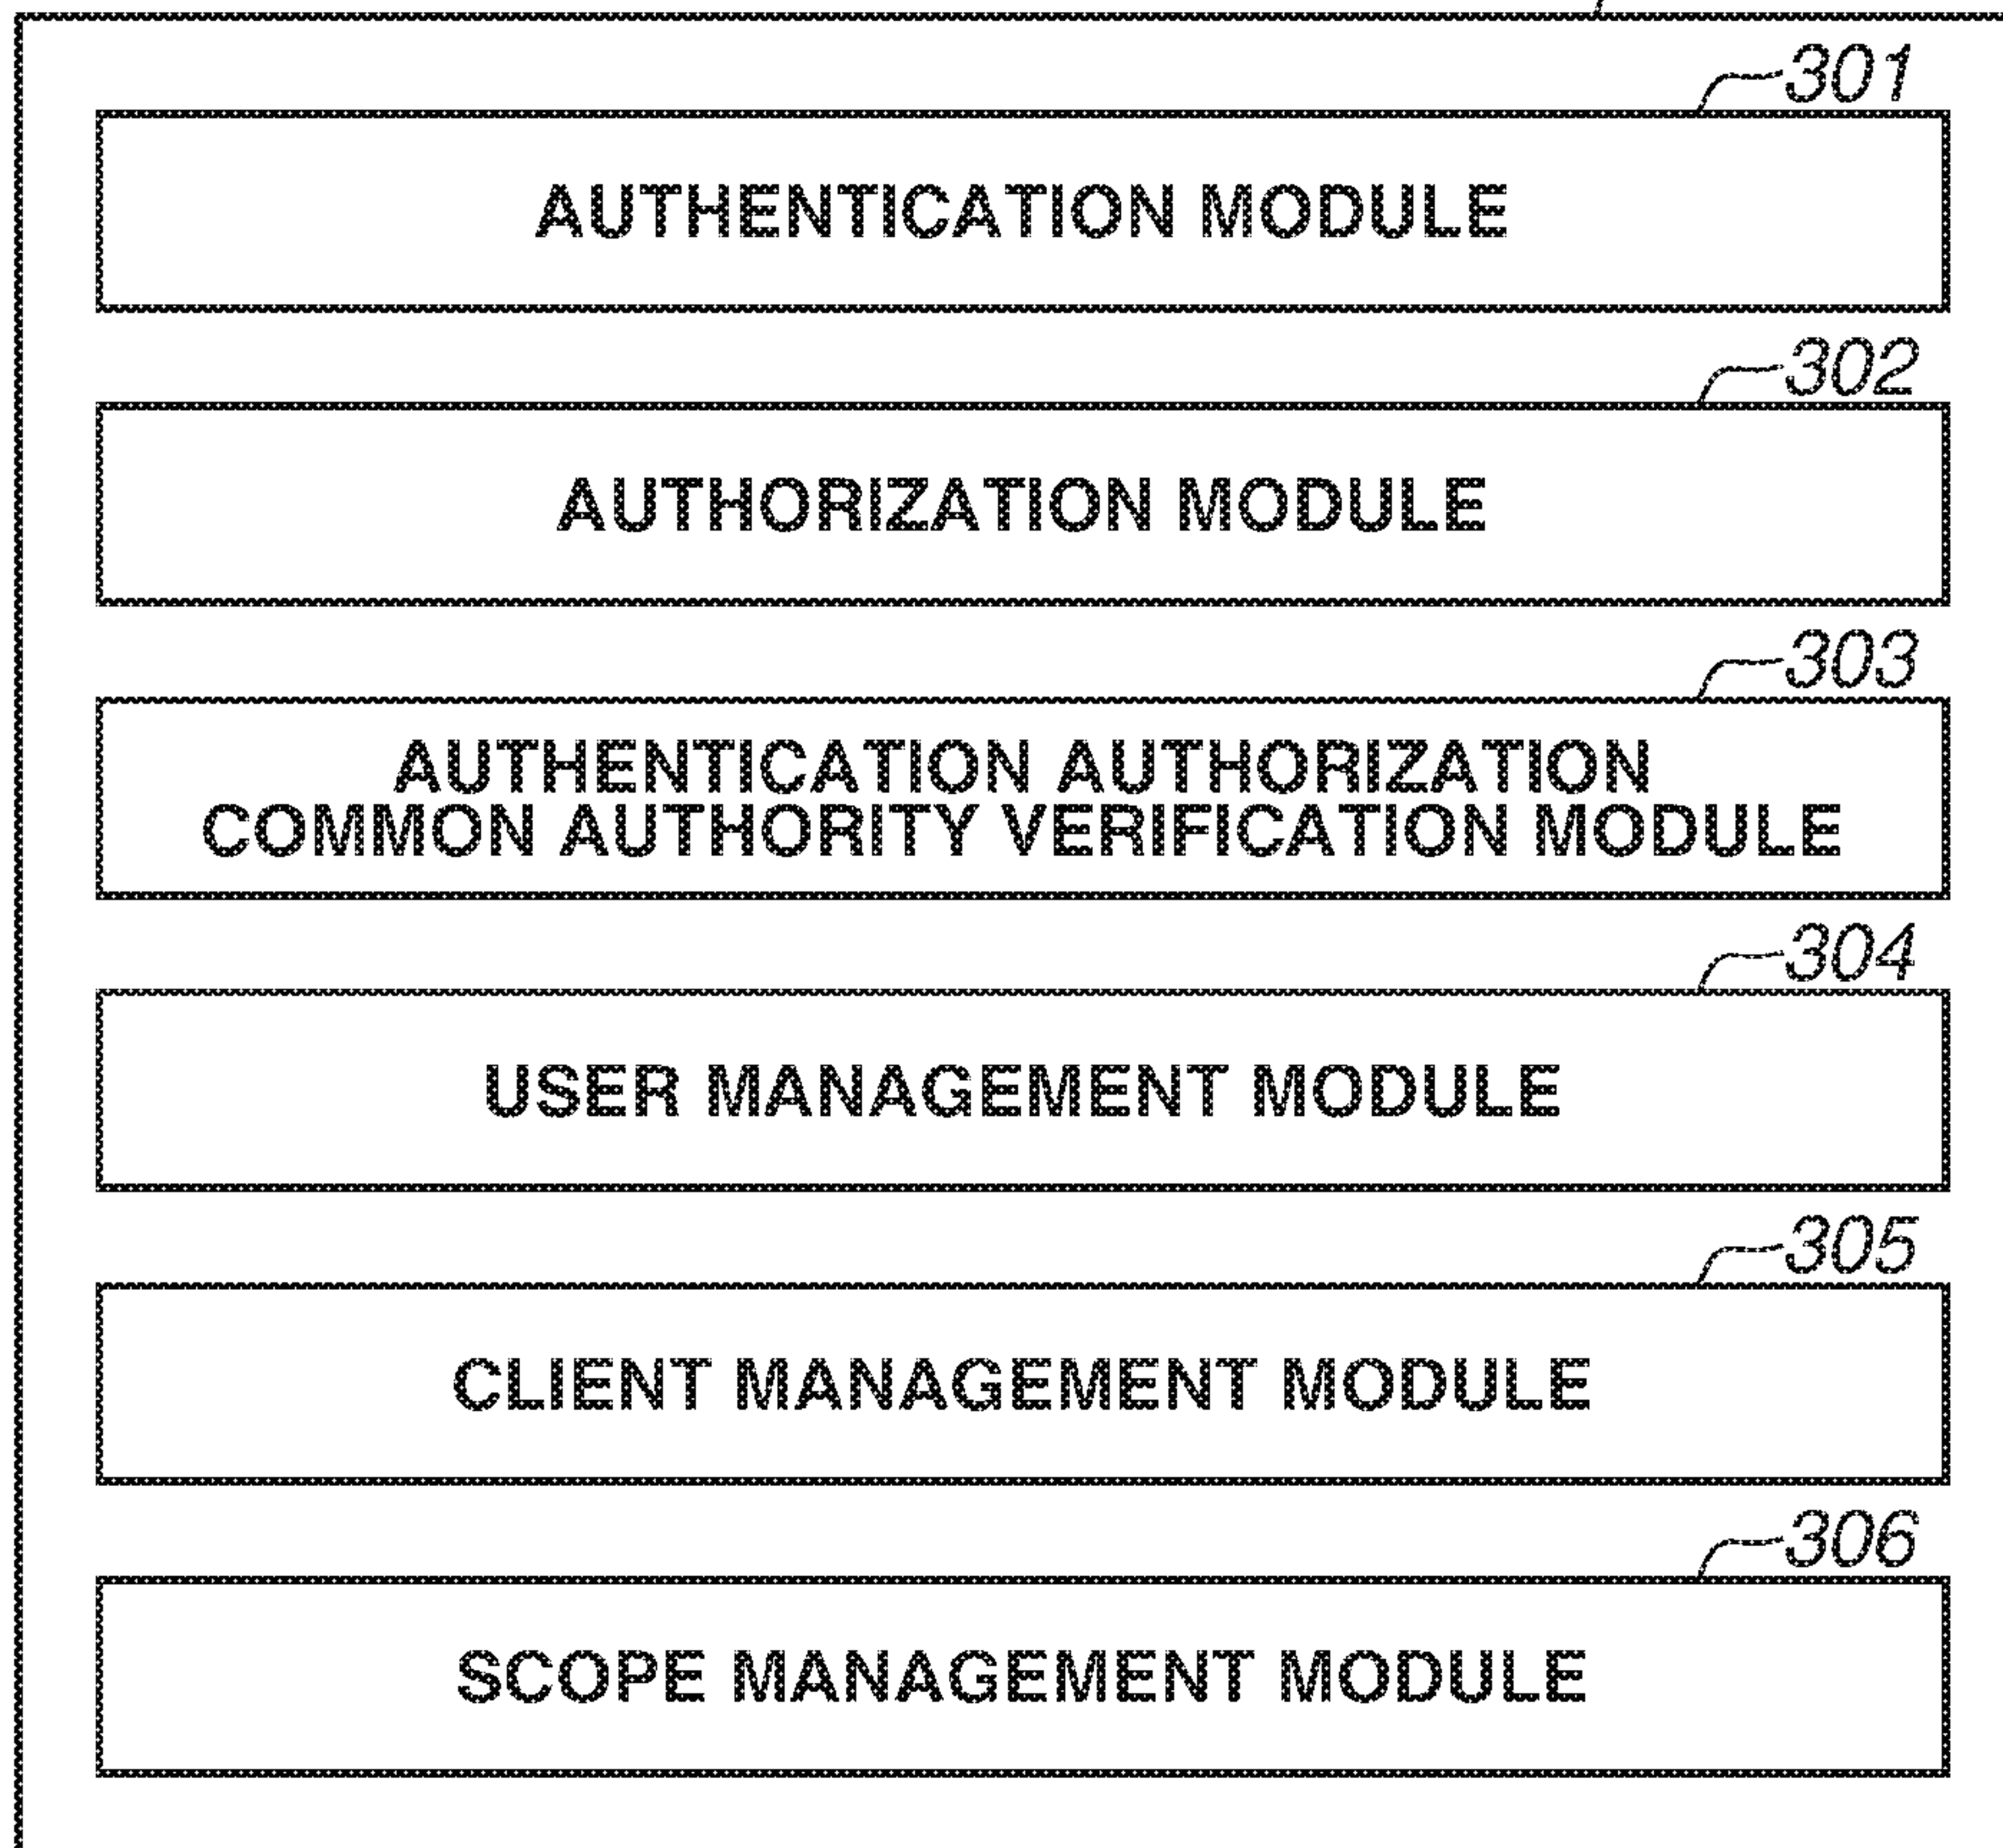 301
AUTHENTICATION MODULE
302
AUTHORIZATION MODULE
303
AUTHENTICATION AUTHORIZATION
COMMON AUTHORITY VERIFICATION MODULE
304
USER MANAGEMENT MODULE
305
CLIENT MANAGEMENT MODULE
306
SCOPE MANAGEMENT MODULE